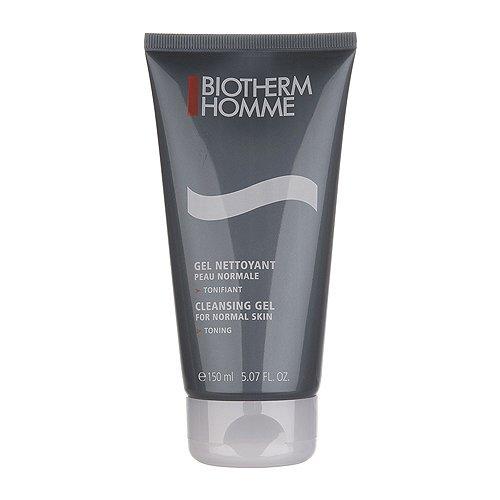 BIOTHERM
HOMME
GEL NETTOYANT
PEAU NORMALE
> TONIFIANT
CLEANSING GEL
FOR NORMAL SKIN
> TONING
℮ 150 ml 5.07 FL. OZ.